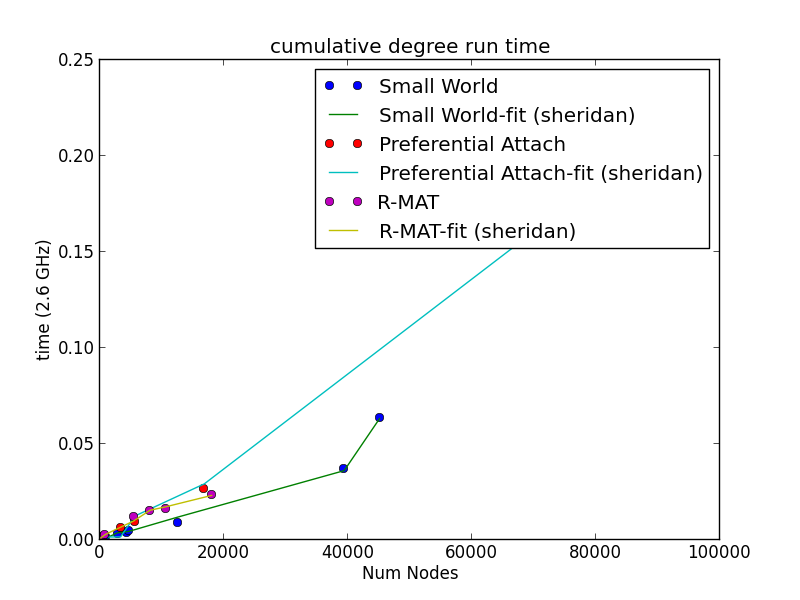 cumulative degree run time
0.25
0.20
0.15
0.10
0.05
0.00
time (2.6 GHz)
Small World
Small World-fit (sheridan)
Preferential Attach
Preferential Attach-fit (sheridan)
R-MAT
R-MAT-fit (sheridan)
0 20000 40000 60000 80000 100000
Num Nodes